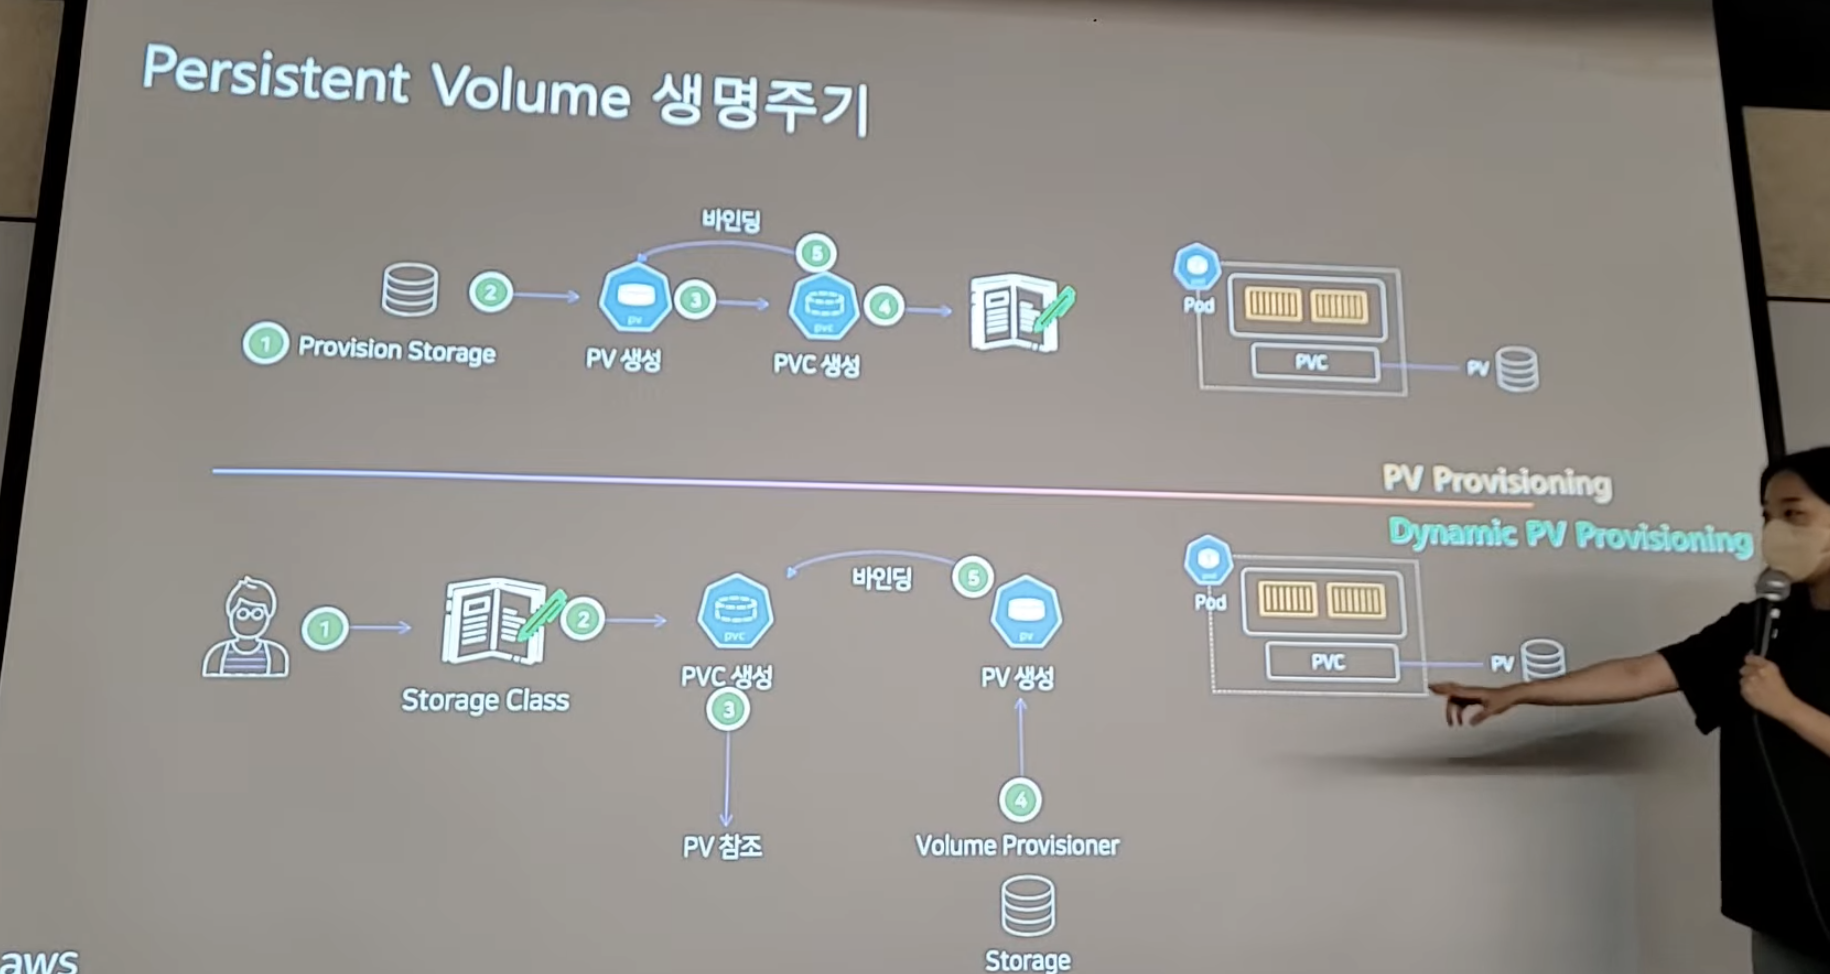 Persistent Volume 생명주기
바인딩
5
2
3
4
pv
pvc
1
Provision Storage
PV 생성
PVC 생성
Pod
PVC
PV
PV Provisioning
Dynamic PV Provisioning
1
2
바인딩
5
pvc
pv
Storage Class
PVC 생성
PV 생성
3
Pod
PVC
PV
4
PV 참조
Volume Provisioner
Storage
aws